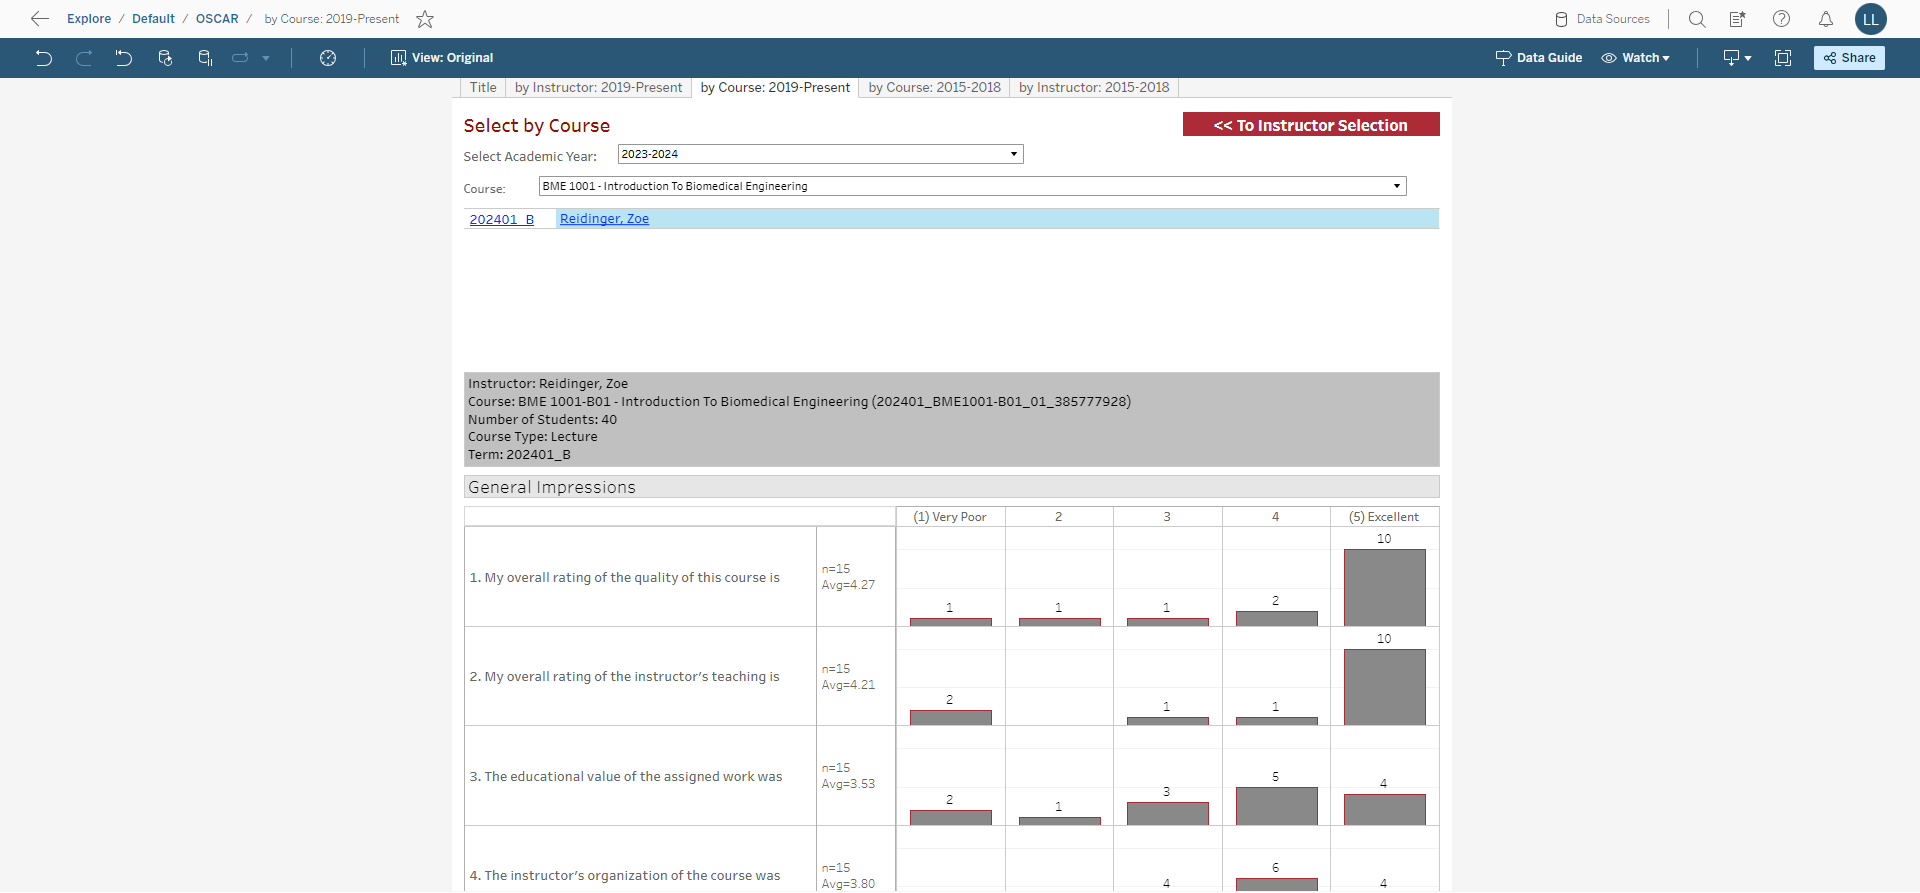 Explore / Default / OSCAR / by Course: 2019-Present
Data Sources
LL
View: Original
Data Guide
Watch
Share
Title
by Instructor: 2019-Present
by Course: 2019-Present
by Course: 2015-2018
by Instructor: 2015-2018
Select by Course
<< To Instructor Selection
Select Academic Year: 2023-2024
Course: BME 1001 - Introduction To Biomedical Engineering
202401_B Reidinger, Zoe
Instructor: Reidinger, Zoe
Course: BME 1001-B01 - Introduction To Biomedical Engineering (202401_BME1001-B01_01_385777928)
Number of Students: 40
Course Type: Lecture
Term: 202401_B
General Impressions
(1) Very Poor 2 3 4 (5) Excellent
1. My overall rating of the quality of this course is
n=15
Avg=4.27
1 1 1 2 10
2. My overall rating of the instructor's teaching is
n=15
Avg=4.21
2 1 1 10
3. The educational value of the assigned work was
n=15
Avg=3.53
2 1 3 5 4
4. The instructor's organization of the course was
n=15
Avg=3.80
4 6 4